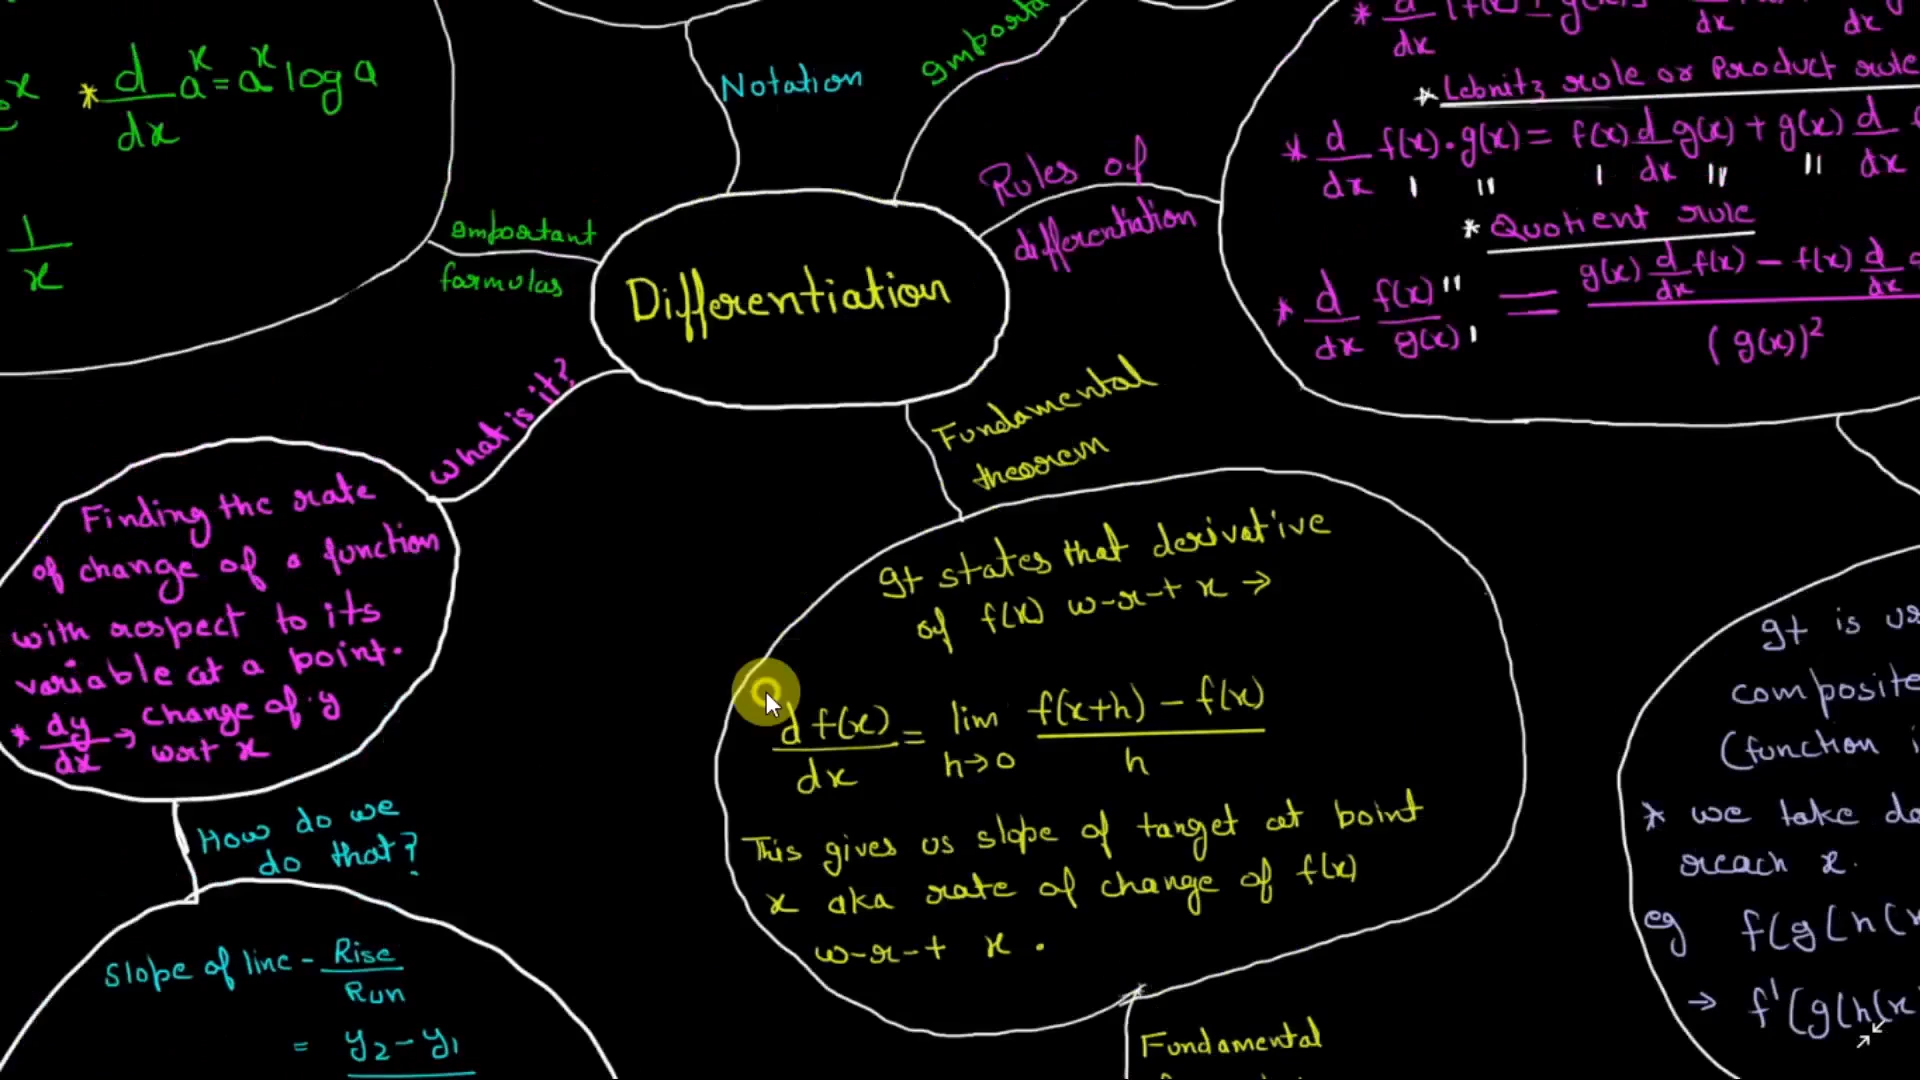 * d/dx a^x = a^x log a
1/x
Notation
Important
formulas
Differentiation
Rules of
differentiation
* Lebnitz rule or Product rule
* d/dx f(x)·g(x) = f(x) d/dx g(x) + g(x) d/dx
* Quotient rule
* d/dx f(x)/g(x) = g(x) d/dx f(x) - f(x) d/dx
(g(x))²
What is it?
Finding the rate
of change of a function
with respect to its
variable at a point.
* dy/dx → change of y
wrt x
How do we
do that?
Slope of line - Rise/Run
= y₂-y₁
Fundamental
theorem
It states that derivative
of f(x) w-r-t x →
d f(x)/dx = lim h→0 f(x+h) - f(x)/h
This gives us slope of tanget at point
x aka rate of change of f(x)
w-r-t x .
Fundamental
It is
composite
(function
* we take
reach x.
eg f(g(h(
→ f'(g(h(x